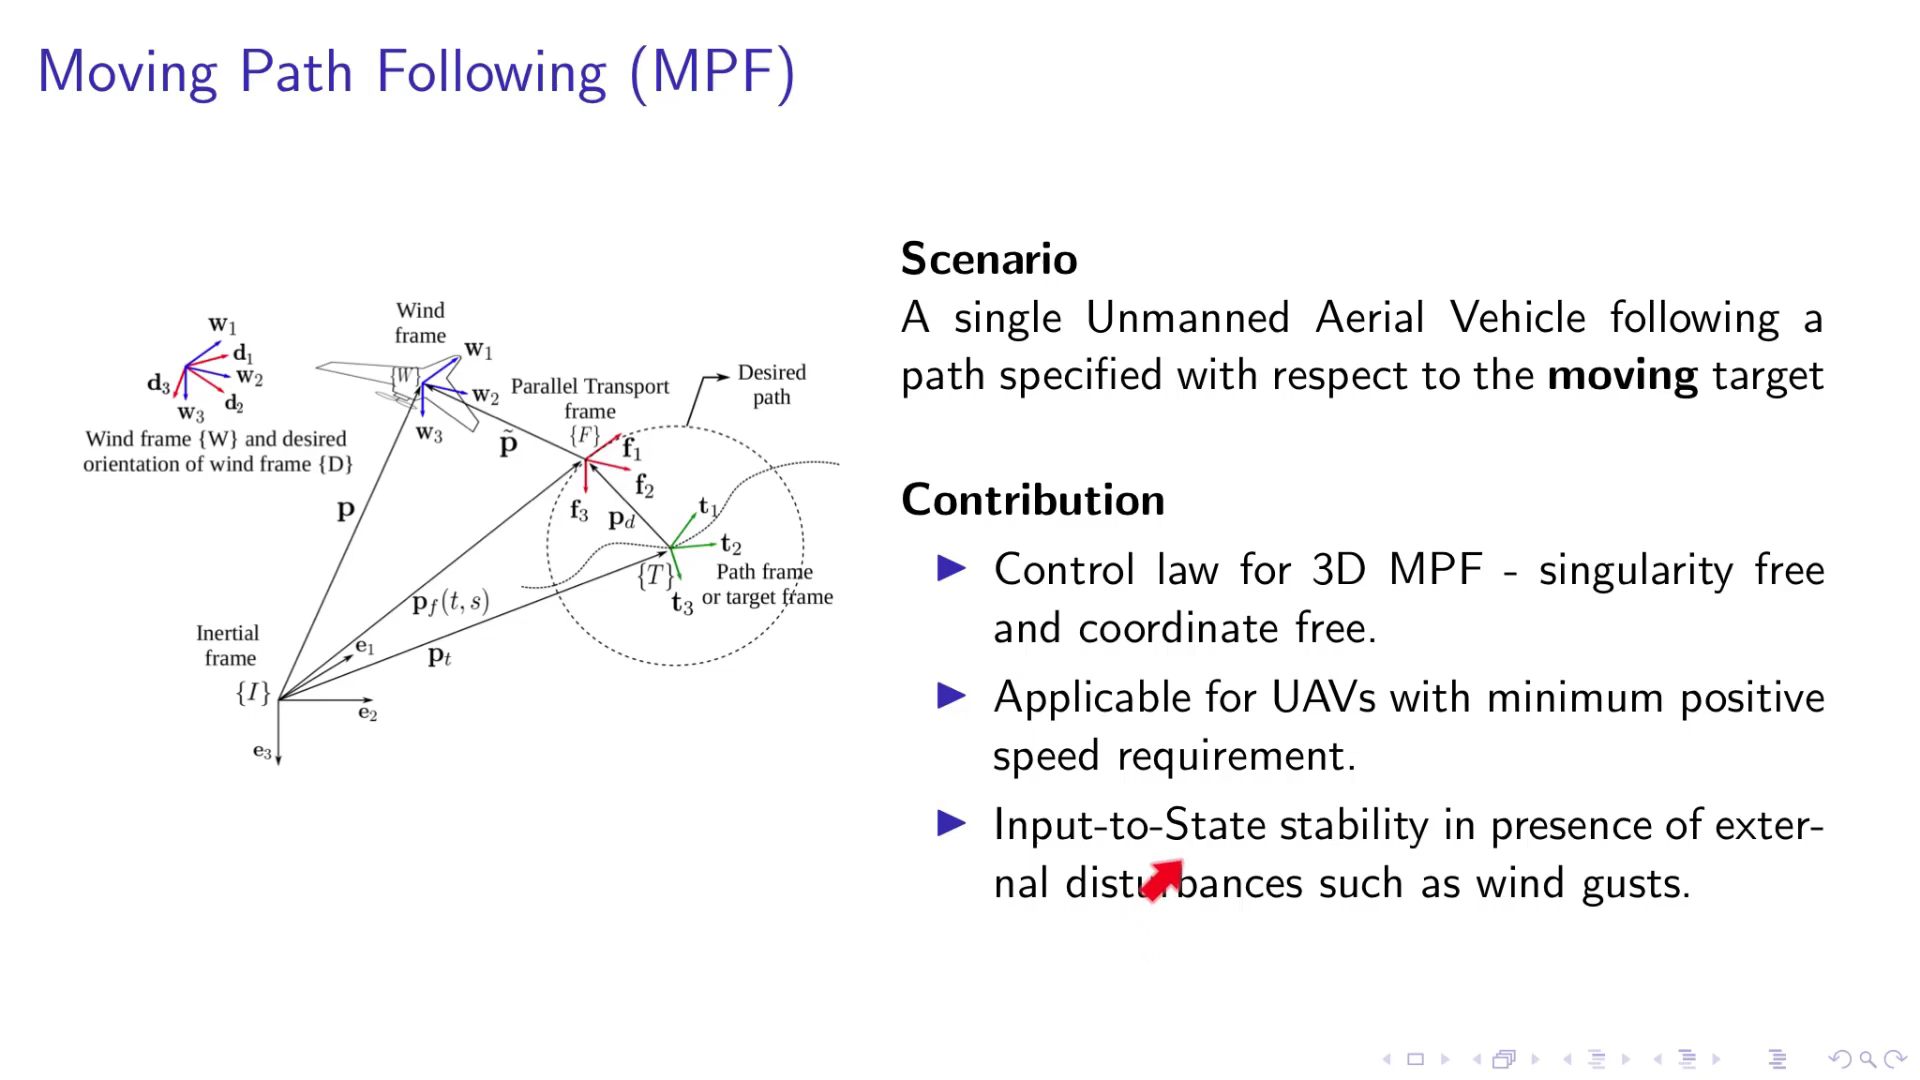 Moving Path Following (MPF)
Wind
frame
w1
d1
w2
d3
d2
w3
Wind frame {W} and desired
orientation of wind frame {D}
{W}
w1
w2
w3
Parallel Transport
frame
{F}
f1
f2
f3
Desired
path
p̃
p
pd
t1
t2
{T}
Path frame
t3 or target frame
pf(t, s)
pt
Inertial
frame
e1
{I}
e2
e3
Scenario
A single Unmanned Aerial Vehicle following a
path specified with respect to the moving target
Contribution
Control law for 3D MPF - singularity free
and coordinate free.
Applicable for UAVs with minimum positive
speed requirement.
Input-to-State stability in presence of exter-
nal disturbances such as wind gusts.